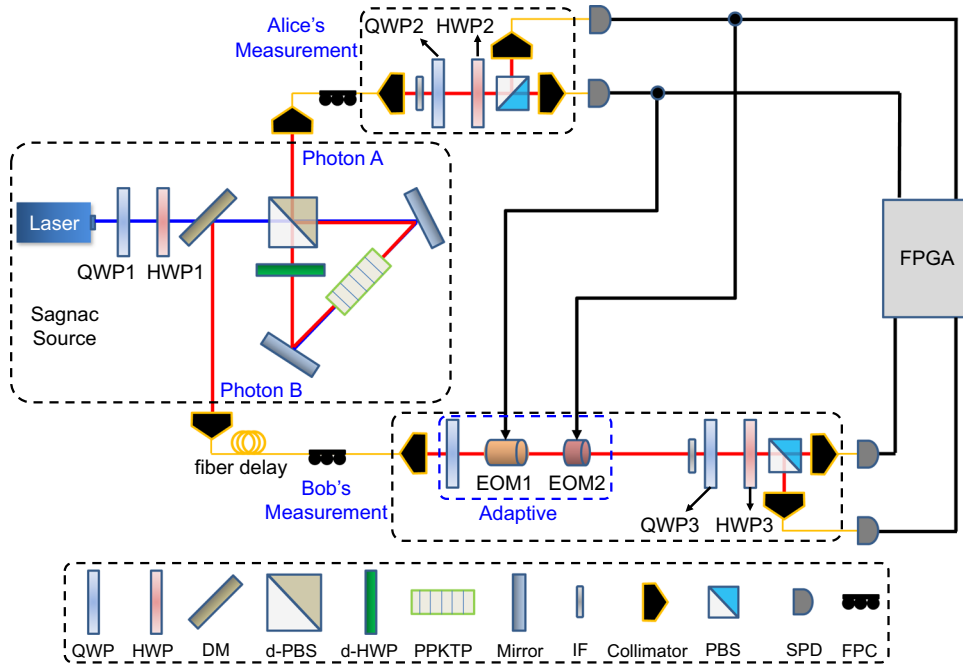 Alice's
Measurement
QWP2
HWP2
Photon A
Laser
QWP1
HWP1
Sagnac
Source
FPGA
Photon B
fiber delay
Bob's
Measurement
EOM1
EOM2
Adaptive
QWP3
HWP3
QWP
HWP
DM
d-PBS
d-HWP
PPKTP
Mirror
IF
Collimator
PBS
SPD
FPC